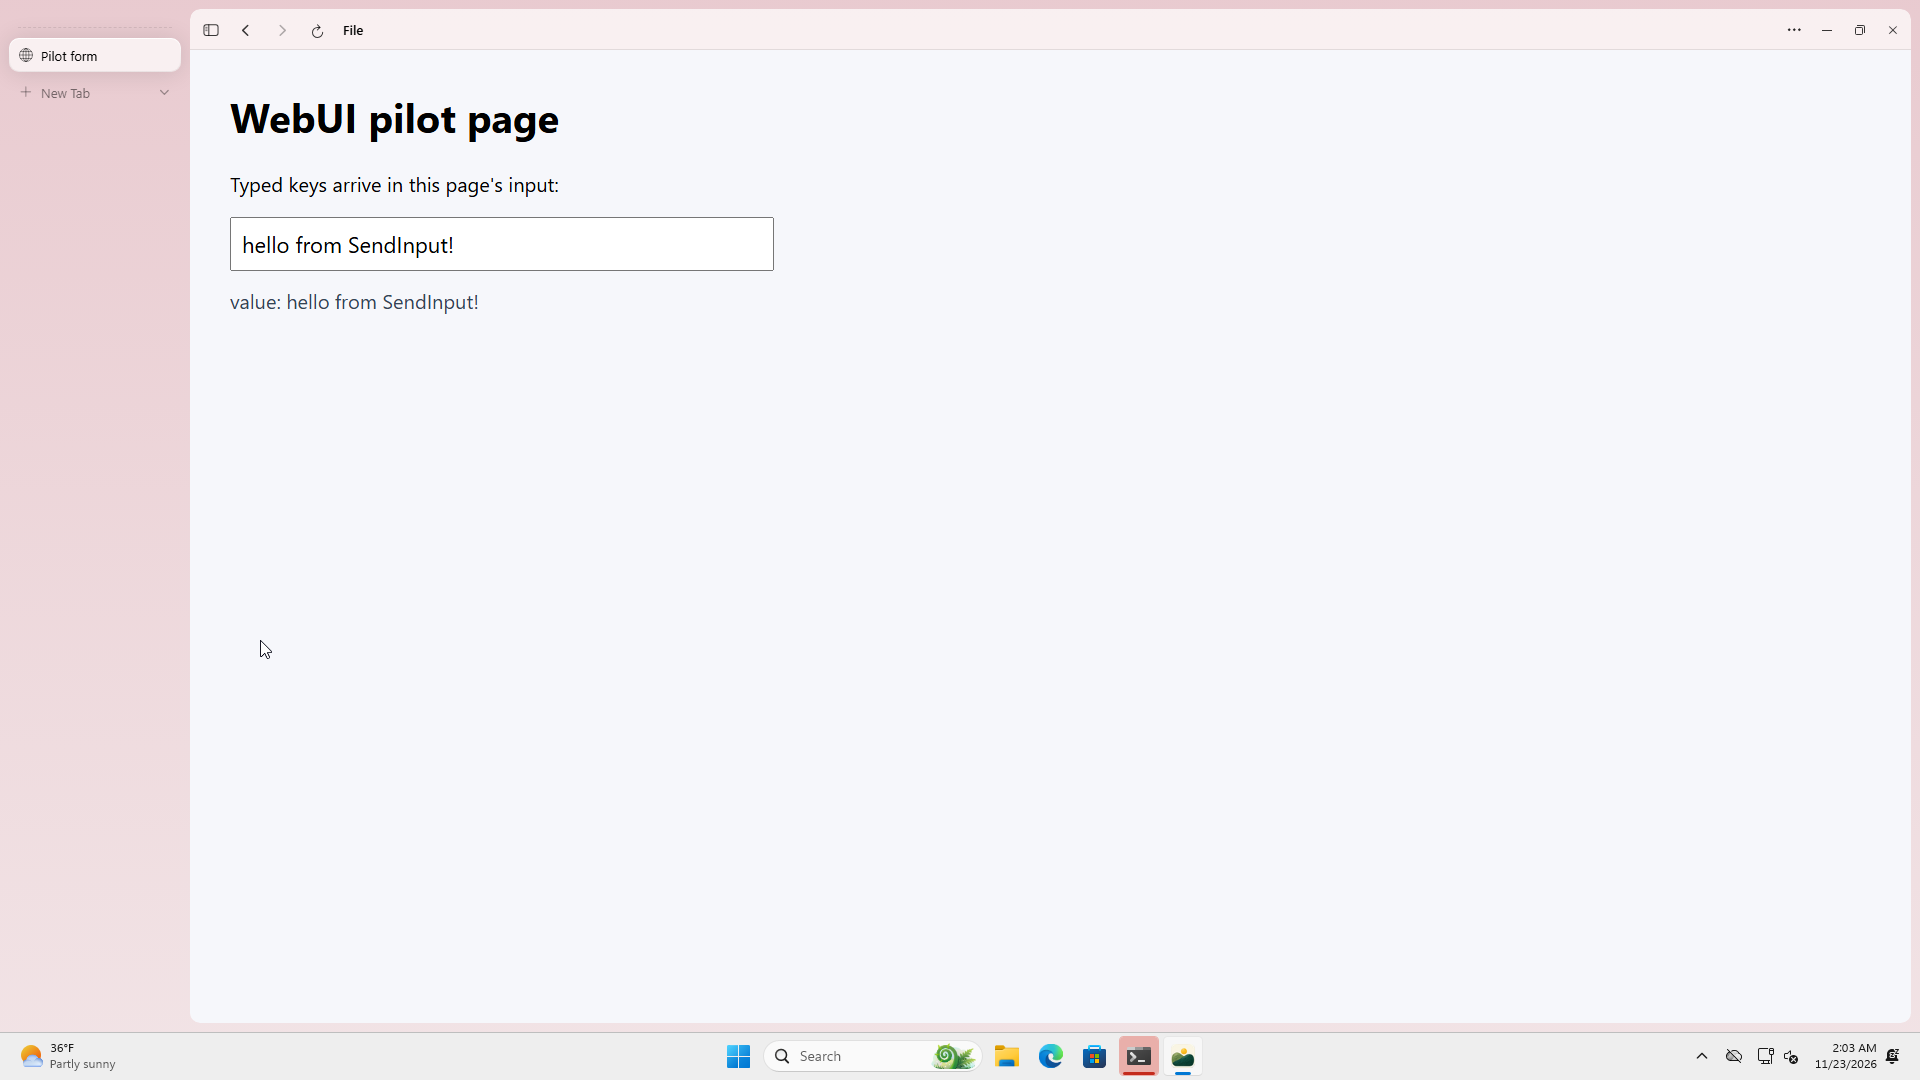 File
Pilot form
New Tab
WebUI pilot page
Typed keys arrive in this page's input:
hello from SendInput!
value: hello from SendInput!
36°F
Partly sunny
Search
2:03 AM
11/23/2026